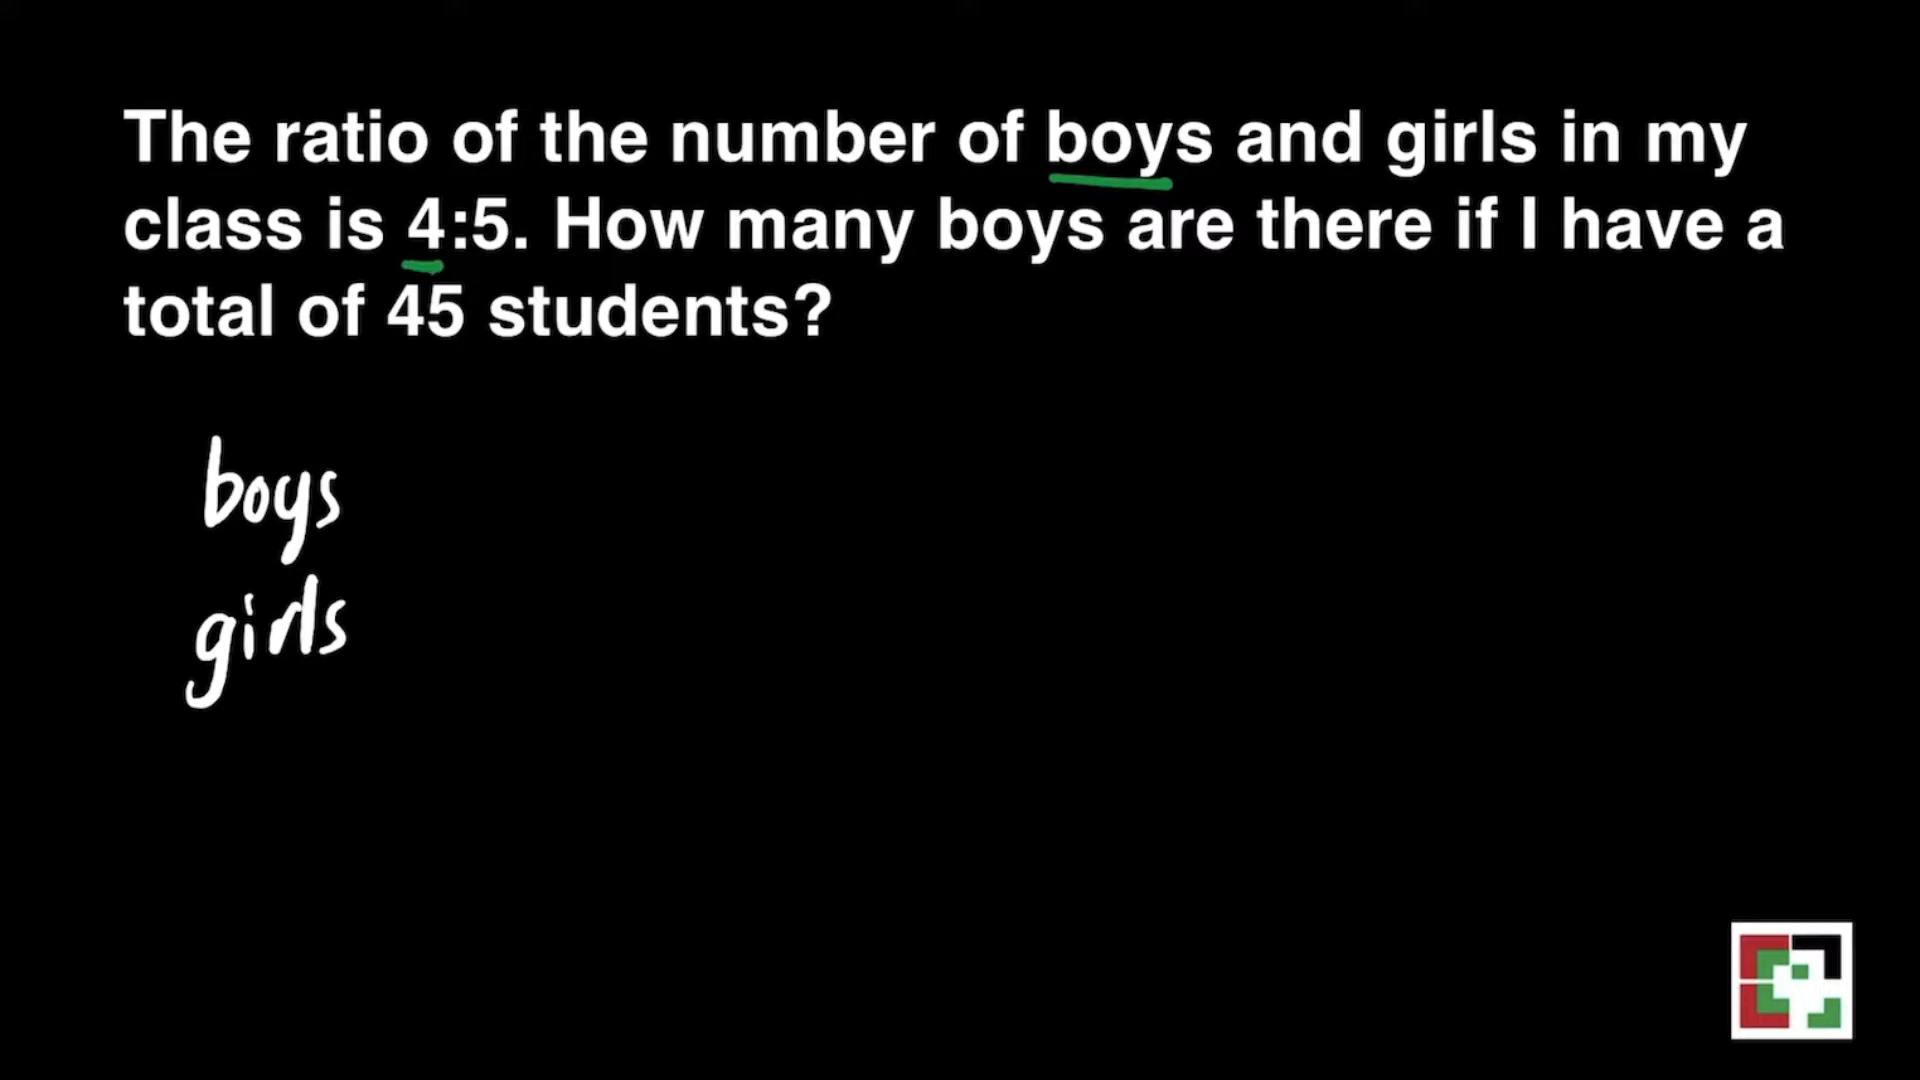 The ratio of the number of boys and girls in my
class is 4:5. How many boys are there if I have a
total of 45 students?
boys
girls